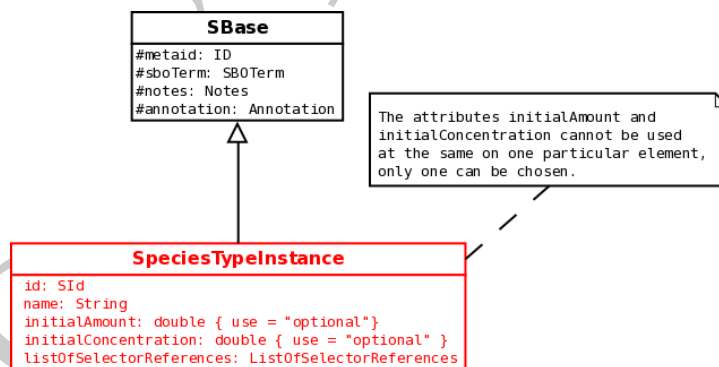 SBase
#metaid: ID
#sboTerm: SBOTerm
#notes: Notes
#annotation: Annotation
The attributes initialAmount and
initialConcentration cannot be used
at the same on one particular element,
only one can be chosen.
SpeciesTypeInstance
id: SId
name: String
initialAmount: double { use = "optional"}
initialConcentration: double { use = "optional" }
listOfSelectorReferences: ListOfSelectorReferences